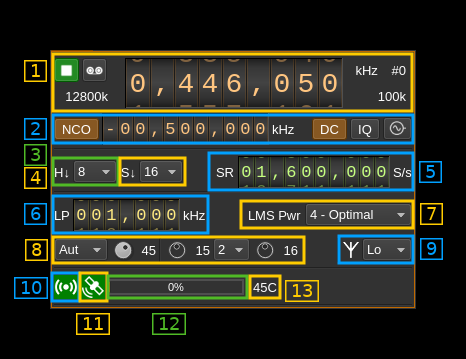 1 0,446,050 kHz #0
12800k 100k
2 NCO -00,500,000 kHz DC IQ
3
4 H↓ 8 S↓ 16 SR 01,600,000 S/s 5
6 LP 001,000 kHz LMS Pwr 4 - Optimal 7
8 Aut 45 15 2 16 Lo 9
10 0% 45C 13
11 12